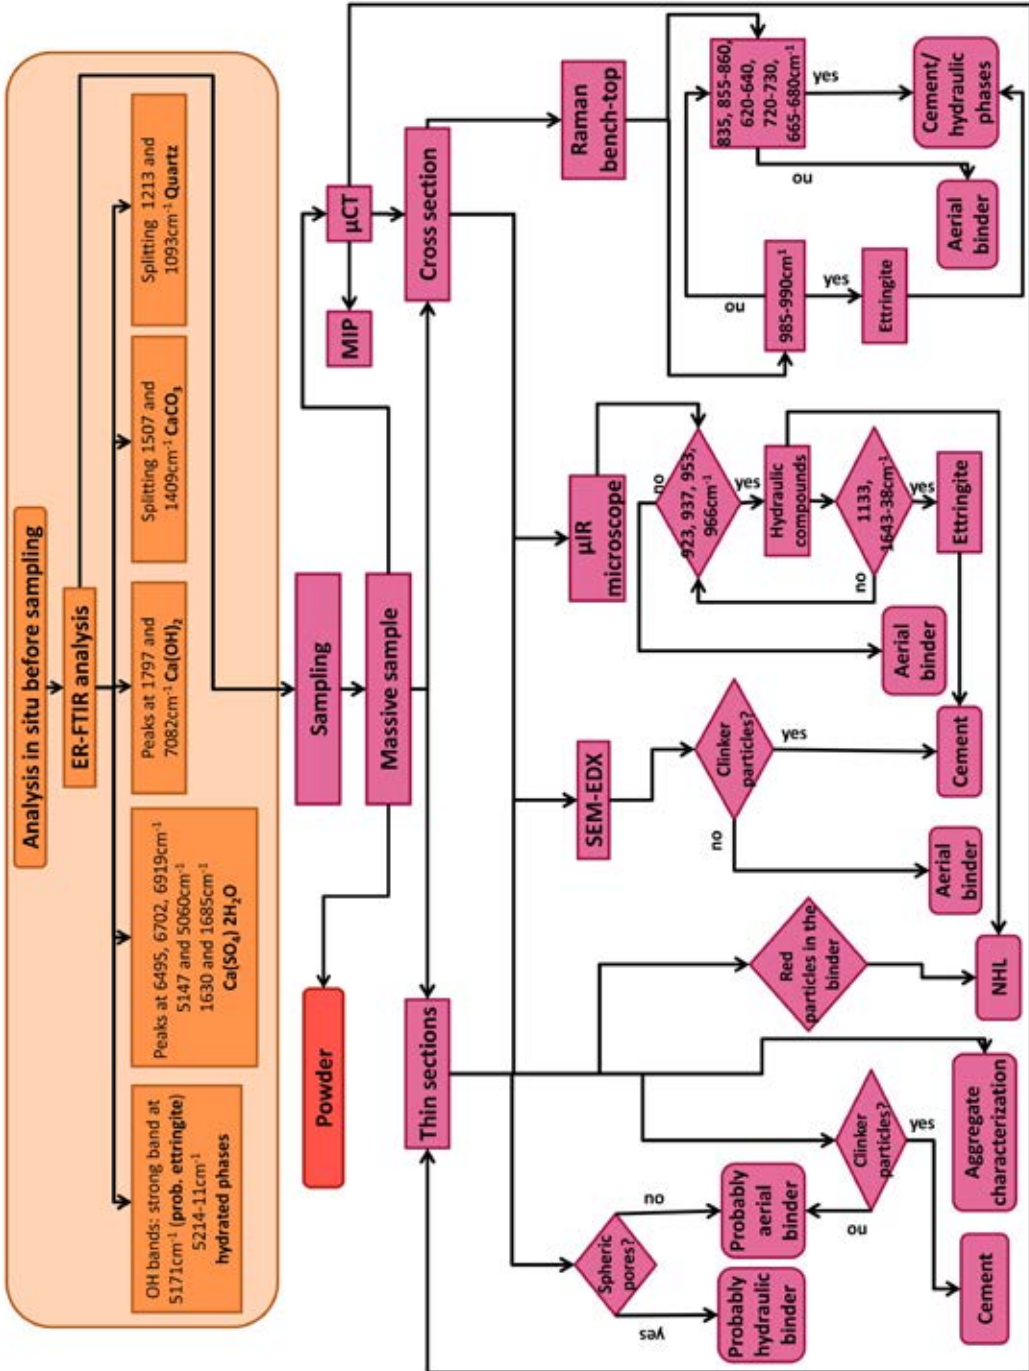 Analysis in situ before sampling
ER-FTIR analysis
OH bands: strong band at
5171cm⁻¹ (prob. ettringite)
5214-11cm⁻¹
hydrated phases
Peaks at 6495, 6702, 6919cm⁻¹
5147 and 5060cm⁻¹
1630 and 1685cm⁻¹
Ca(SO₄) 2H₂O
Peaks at 1797 and
7082cm⁻¹ Ca(OH)₂
Splitting 1507 and
1409cm⁻¹ CaCO₃
Splitting 1213 and
1093cm⁻¹ Quartz
Sampling
Massive sample
Powder
MIP
μCT
Thin sections
Cross section
Spheric
pores?
yes
no
Probably
hydraulic
binder
Probably
aerial
binder
Clinker
particles?
no
yes
Cement
Aggregate
characterization
Red
particles in the
binder
NHL
SEM-EDX
Clinker
particles?
no
yes
Aerial
binder
Cement
μIR
microscope
923, 937, 953,
966cm⁻¹
no
yes
Aerial
binder
Hydraulic
compounds
1133,
1643-38cm⁻¹
no
yes
Ettringite
Raman
bench-top
985-990cm¹
no
yes
Ettringite
835, 855-860,
620-640,
720-730,
665-680cm⁻¹
no
yes
Aerial
binder
Cement/
hydraulic
phases